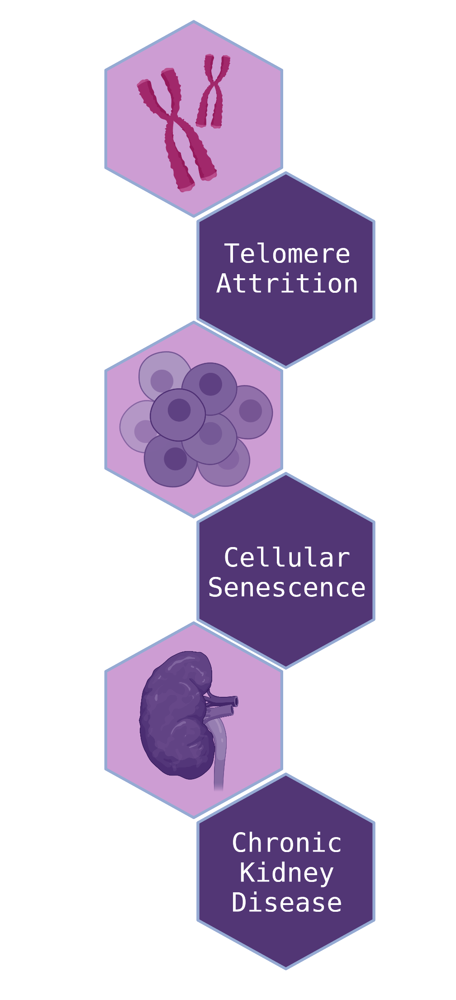 Telomere
Attrition
Cellular
Senescence
Chronic
Kidney
Disease